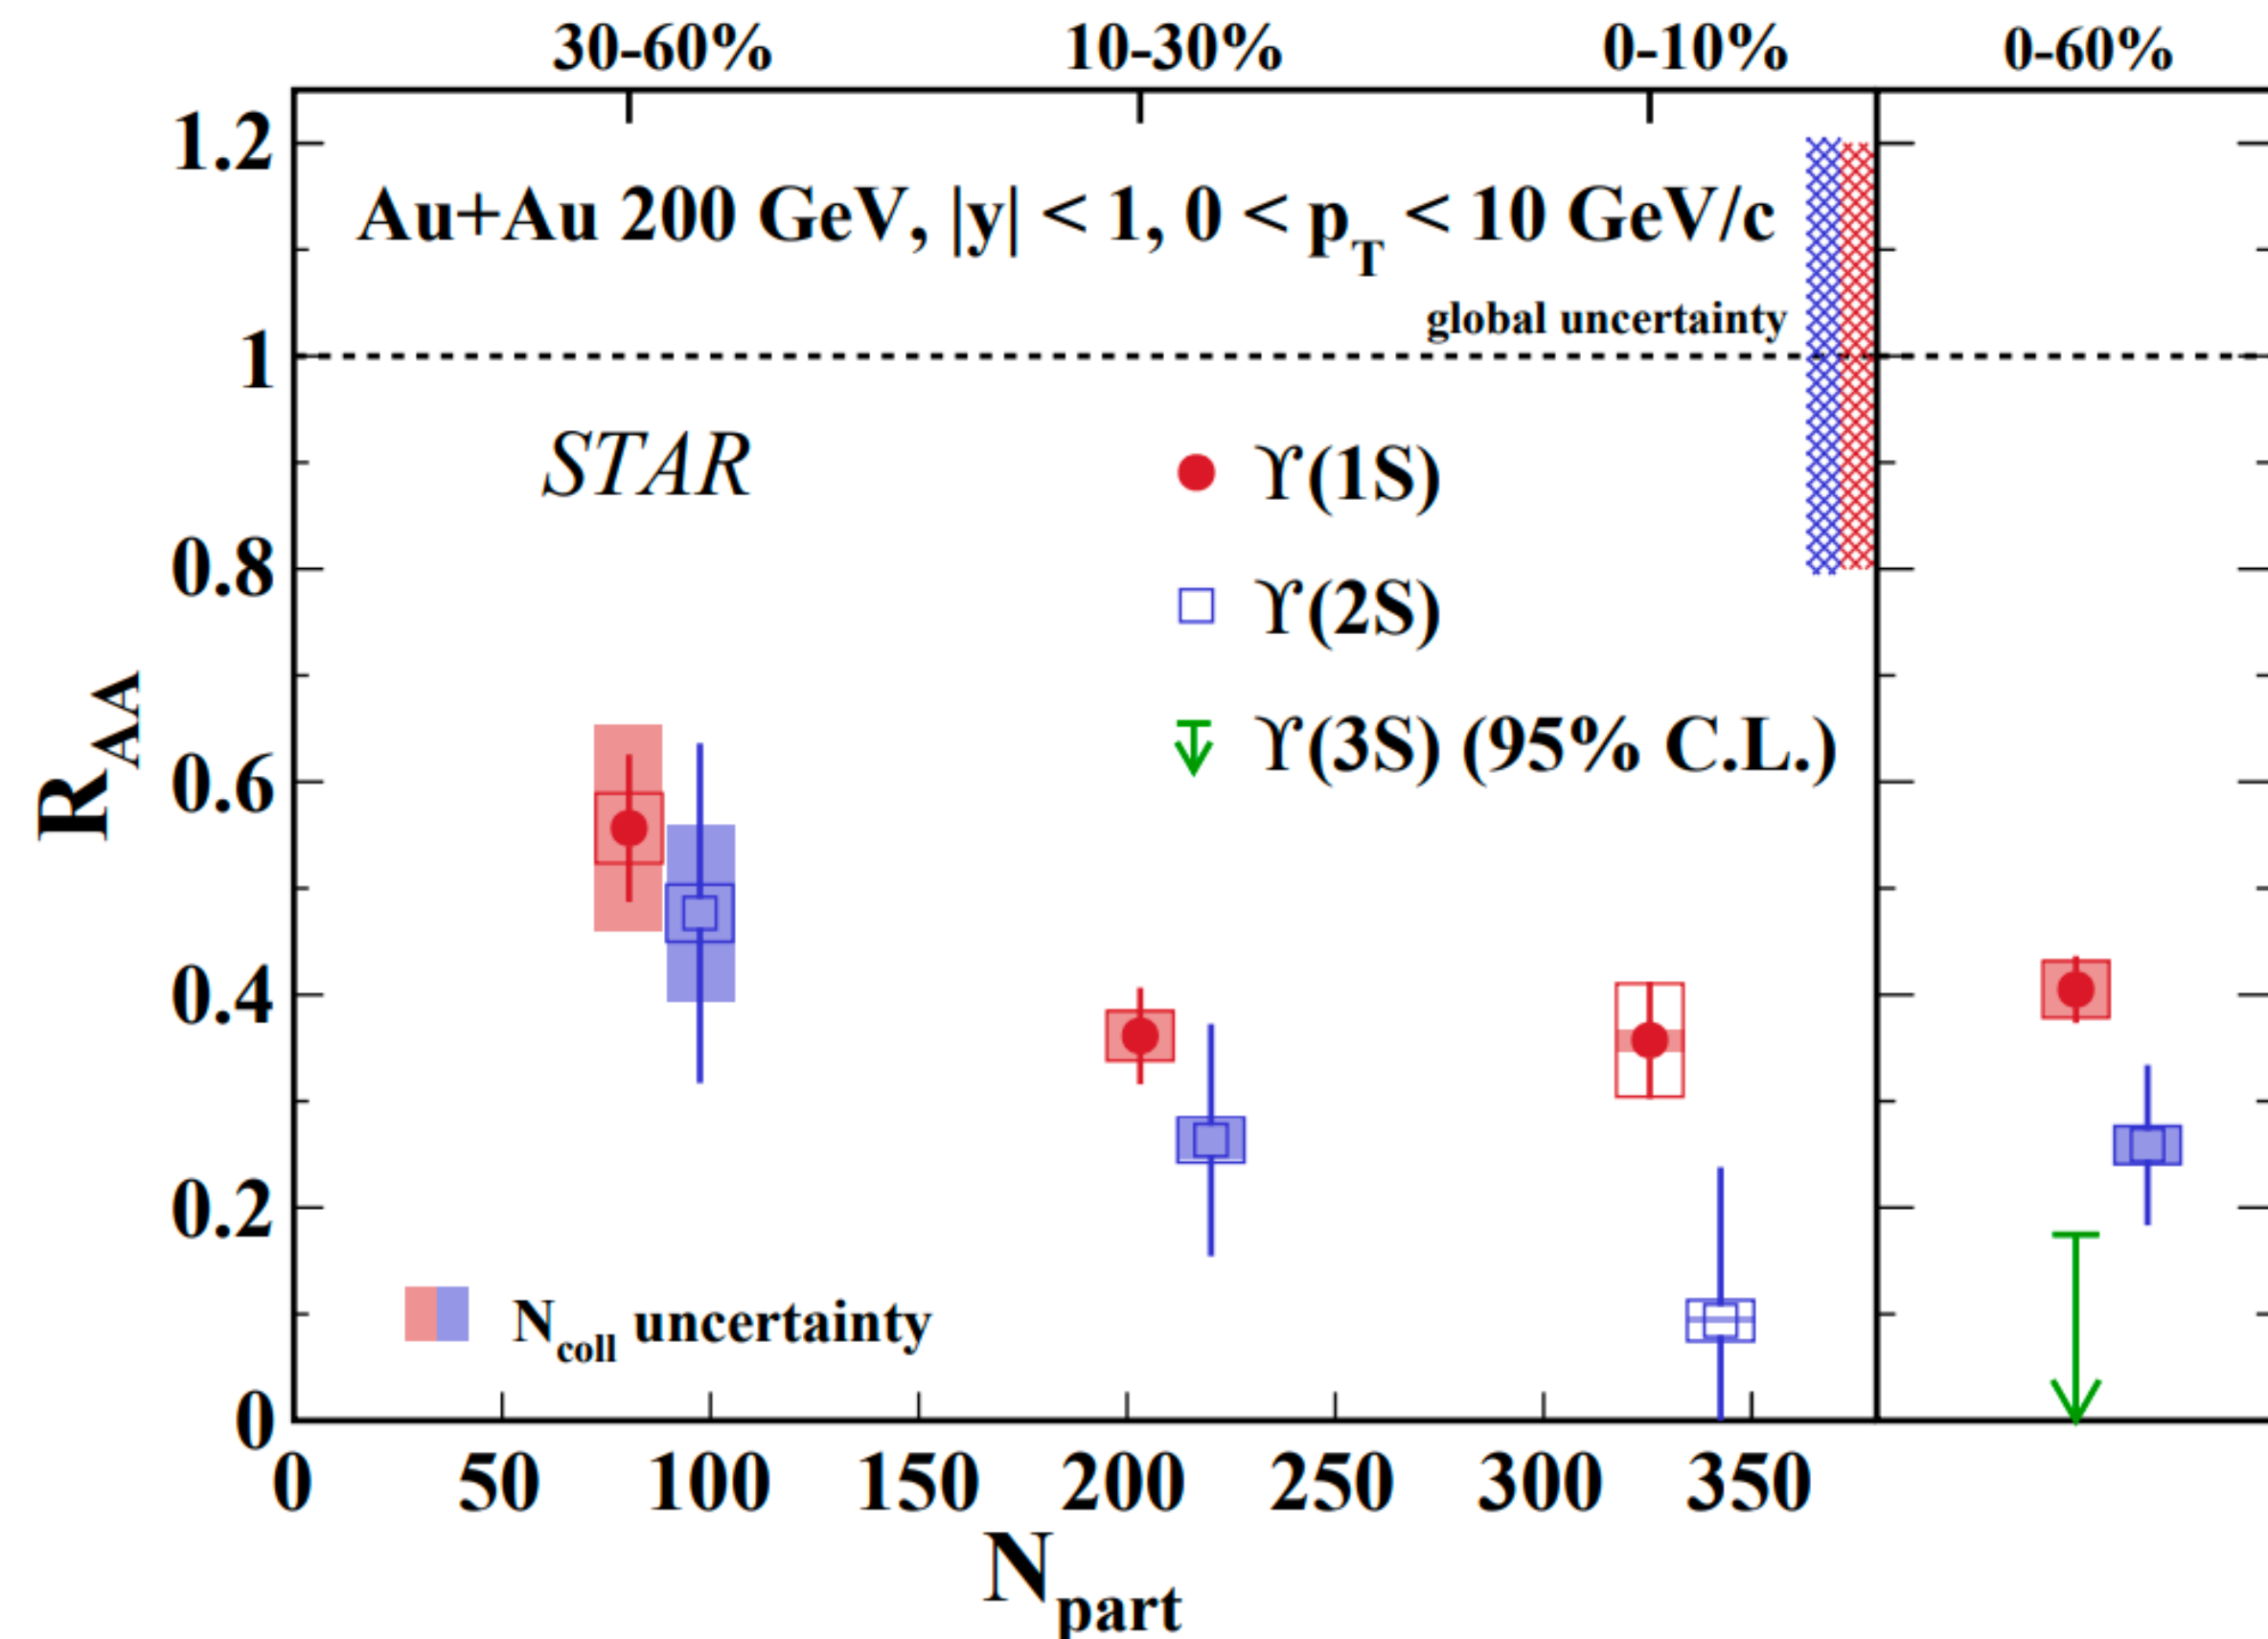 30-60% 10-30% 0-10% 0-60%
1.2
Au+Au 200 GeV, |y| < 1, 0 < p_T < 10 GeV/c
global uncertainty
1
STAR
ϒ(1S)
0.8
ϒ(2S)
ϒ(3S) (95% C.L.)
R_AA
0.6
0.4
0.2
N_coll uncertainty
0
0 50 100 150 200 250 300 350
N_part